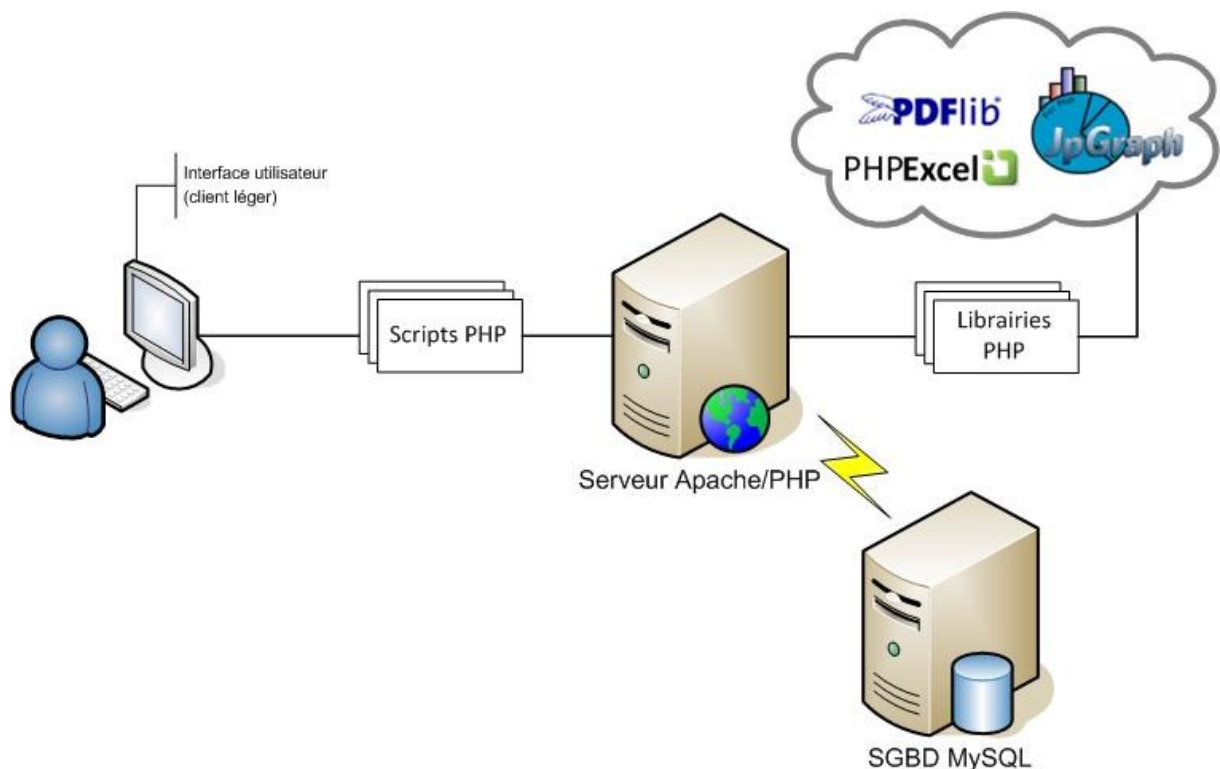 PDFlib
JpGraph
PHPExcel
Interface utilisateur
(client léger)
Scripts PHP
Librairies
PHP
Serveur Apache/PHP
SGBD MySQL